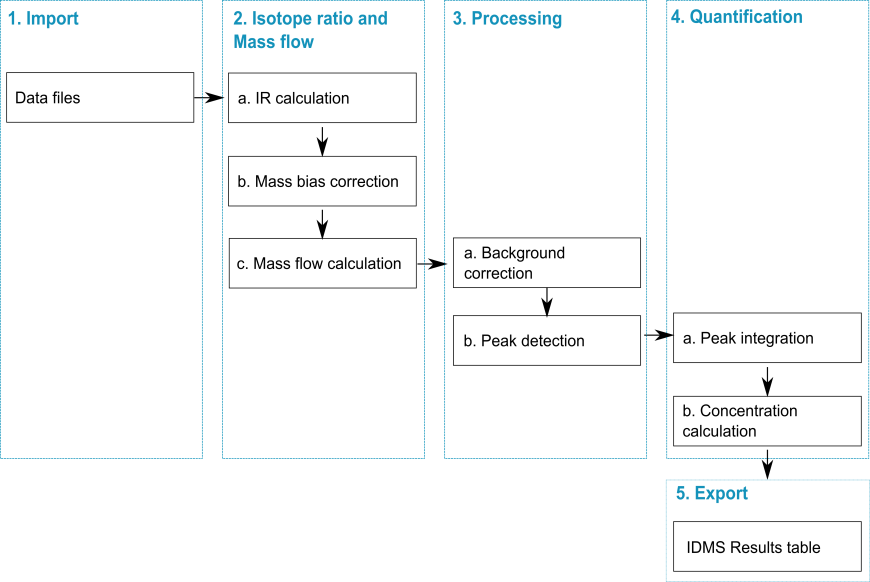 1. Import
Data files
2. Isotope ratio and
Mass flow
a. IR calculation
b. Mass bias correction
c. Mass flow calculation
3. Processing
a. Background
correction
b. Peak detection
4. Quantification
a. Peak integration
b. Concentration
calculation
5. Export
IDMS Results table